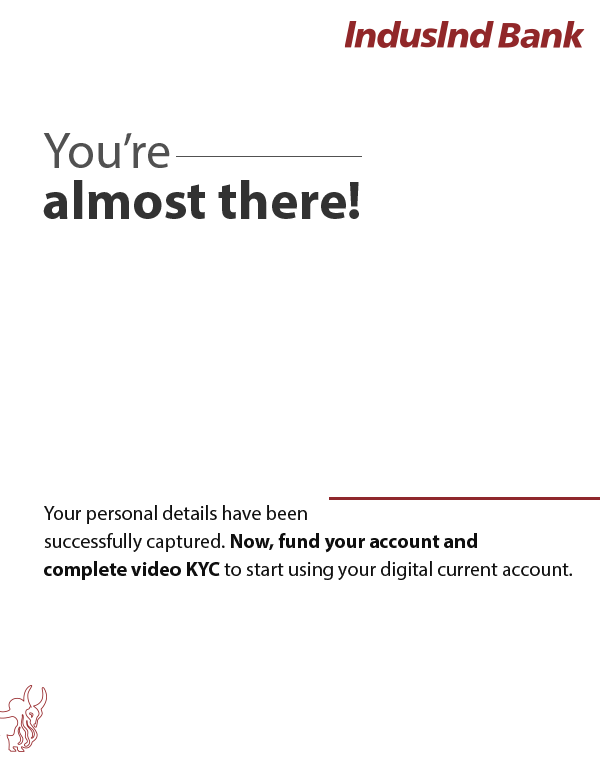 IndusInd Bank
You’re
almost there!
Your personal details have been
successfully captured. Now, fund your account and
complete video KYC to start using your digital current account.